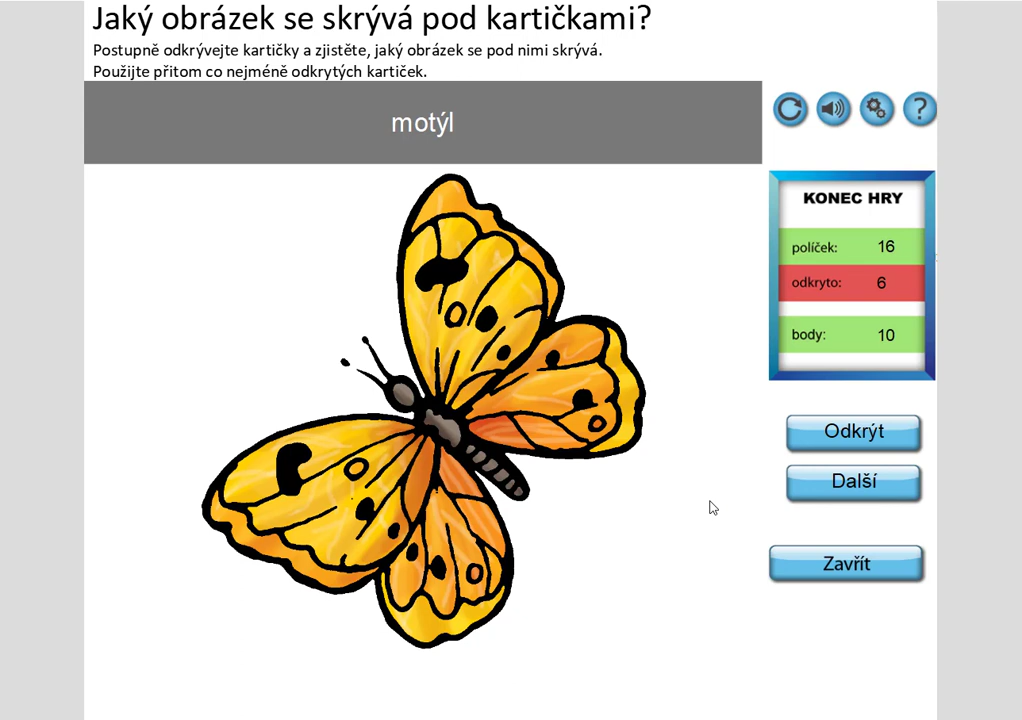 Jaký obrázek se skrývá pod kartičkami?
Postupně odkrývejte kartičky a zjistěte, jaký obrázek se pod nimi skrývá.
Použijte přitom co nejméně odkrytých kartiček.
motýl
?
KONEC HRY
políček: 16
odkryto: 6
body: 10
Odkrýt
Další
Zavřít